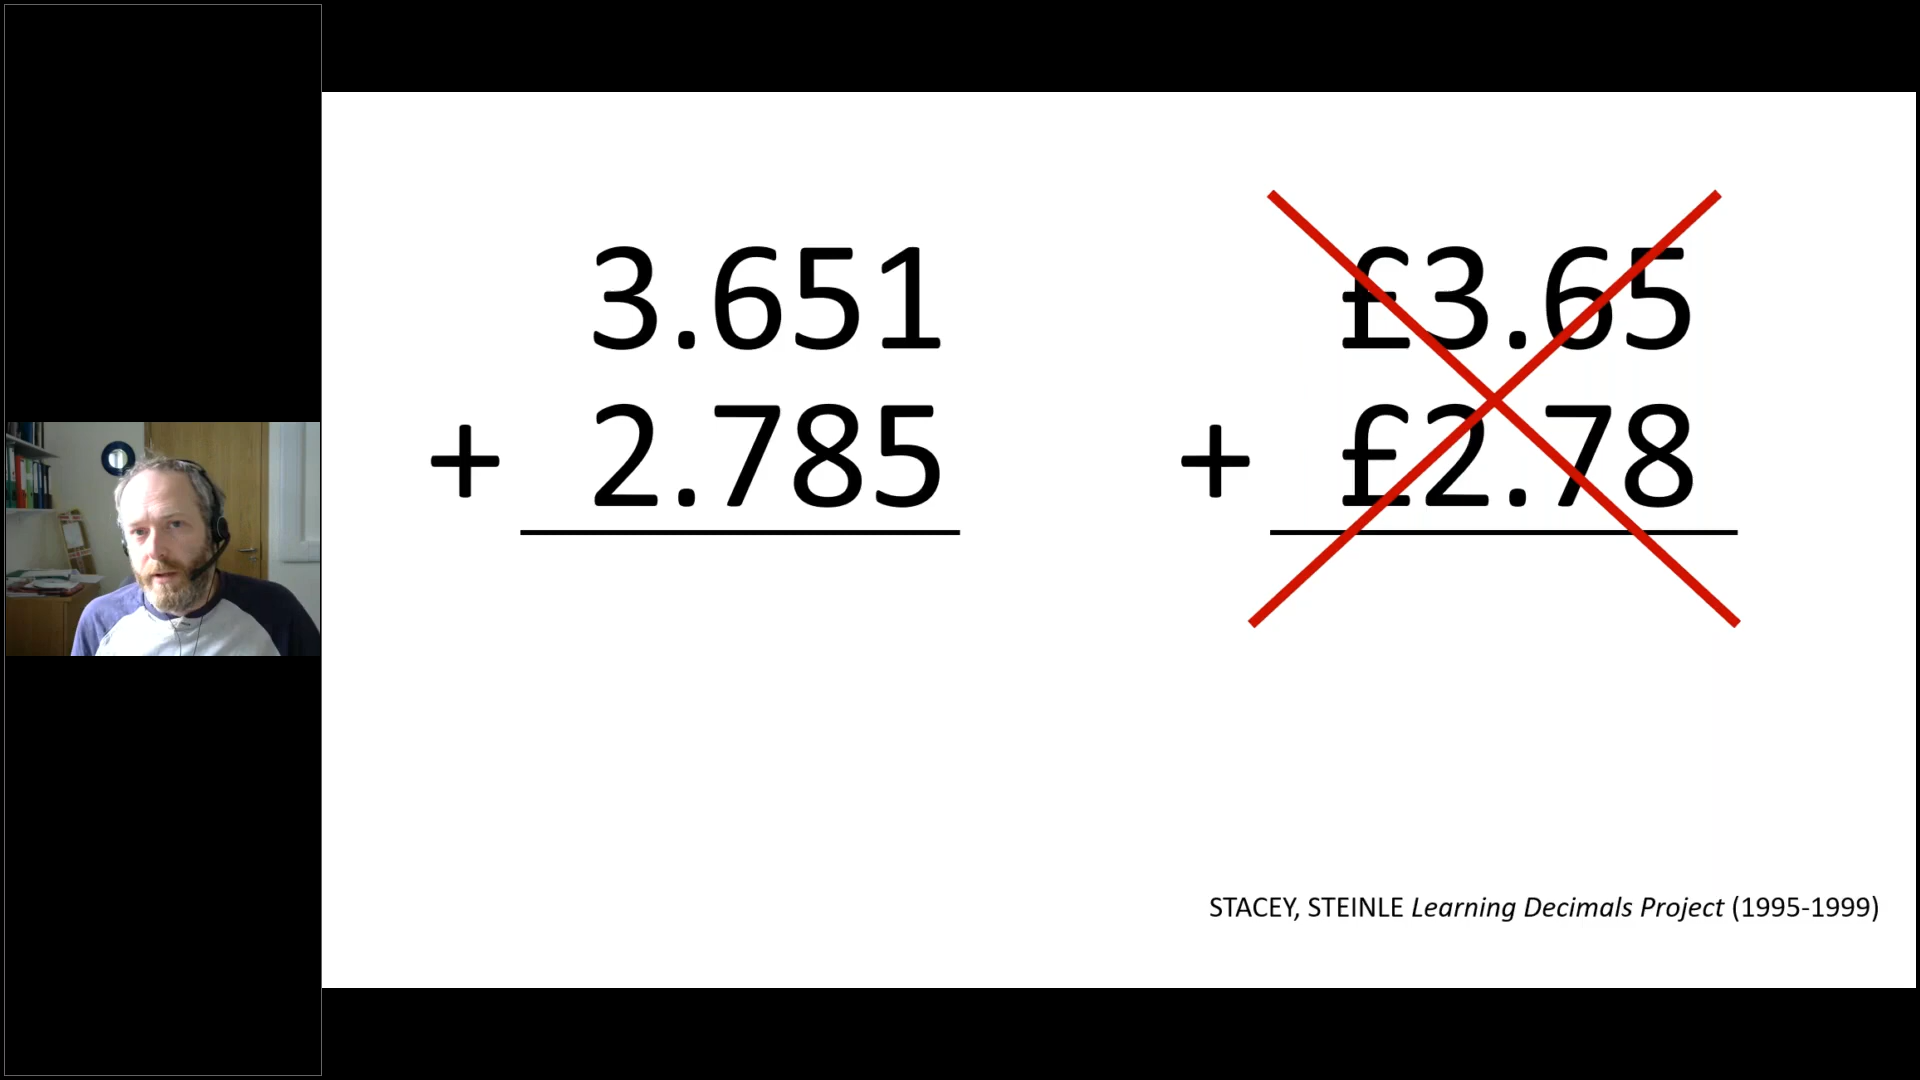 3.651
+ 2.785
£3.65
+ £2.78
STACEY, STEINLE Learning Decimals Project (1995-1999)